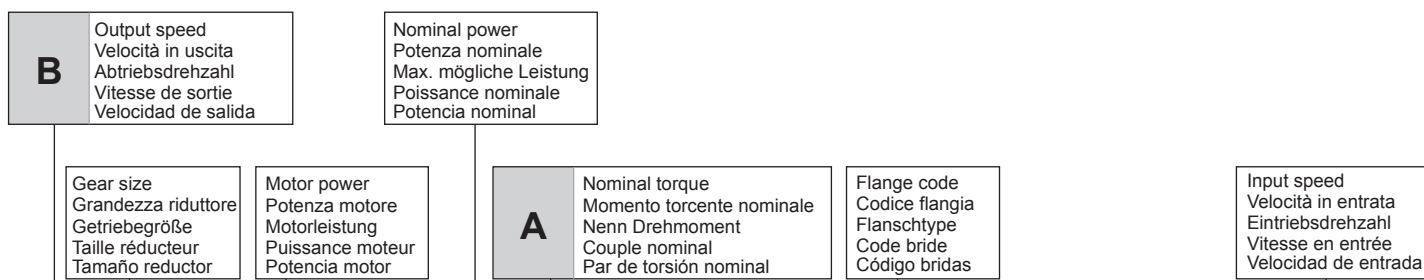 B
Output speed
Velocità in uscita
Abtriebsdrehzahl
Vitesse de sortie
Velocidad de salida
Nominal power
Potenza nominale
Max. mögliche Leistung
Poissance nominale
Potencia nominal
Gear size
Grandezza riduttore
Getriebegröße
Taille réducteur
Tamaño reductor
Motor power
Potenza motore
Motorleistung
Puissance moteur
Potencia motor
A
Nominal torque
Momento torcente nominale
Nenn Drehmoment
Couple nominal
Par de torsión nominal
Flange code
Codice flangia
Flanschtype
Code bride
Código bridas
Input speed
Velocità in entrata
Eintriebsdrehzahl
Vitesse en entrée
Velocidad de entrada